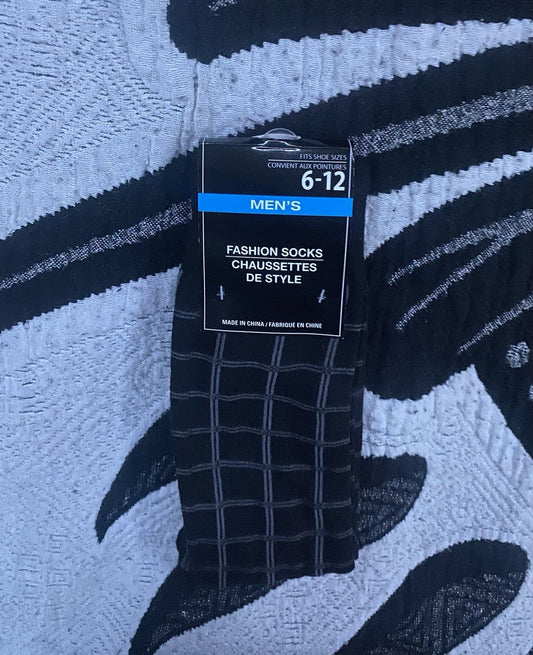 FITS SHOE SIZES
CONVIENT AUX POINTURES
6-12
MEN'S
FASHION SOCKS
CHAUSSETTES
DE STYLE
MADE IN CHINA / FABRIQUÉ EN CHINE